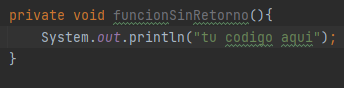 private void funcionSinRetorno(){
System.out.println("tu codigo aqui");
}